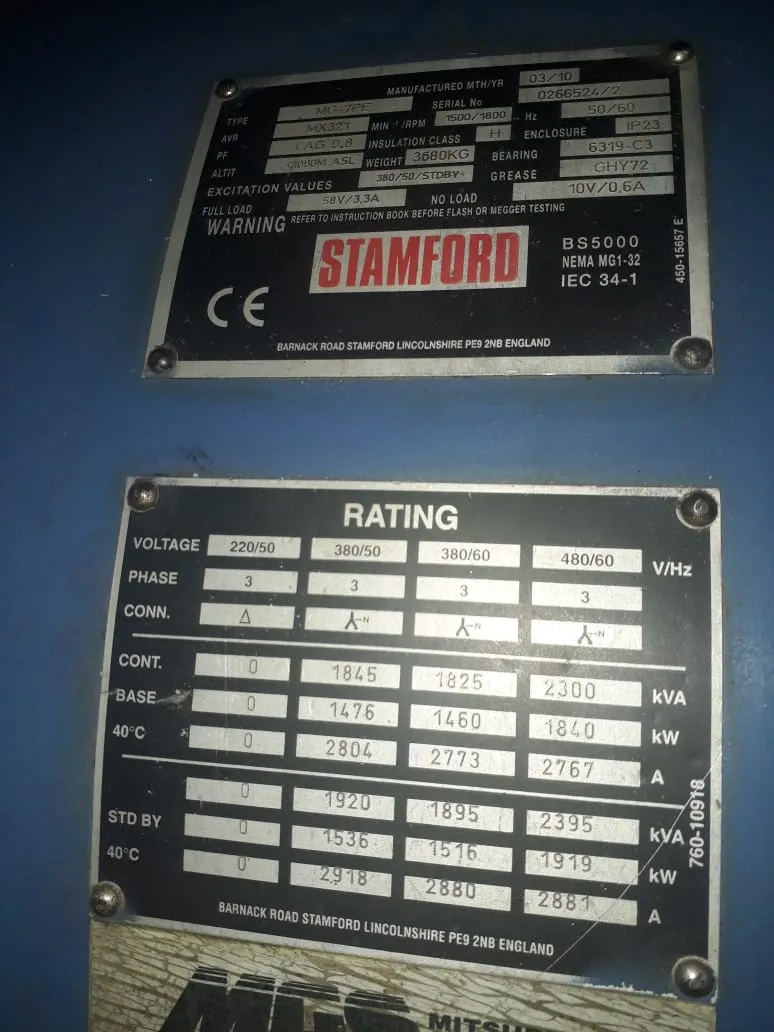 MANUFACTURED MTH/YR 03/10
TYPE MG-7PE SERIAL No 0266524/2
AVR MX321 MIN⁻¹/RPM 1500/1800 Hz 50/60
PF LAG 0,8 INSULATION CLASS H ENCLOSURE IP23
ALTIT <1000M ASL WEIGHT 3680KG BEARING 6319-C3
EXCITATION VALUES 380/50/STDBY GREASE GHY72
FULL LOAD 58V/3,3A NO LOAD 10V/0,6A
WARNING REFER TO INSTRUCTION BOOK BEFORE FLASH OR MEGGER TESTING
STAMFORD
BS5000
NEMA MG1-32
IEC 34-1
450-15657 E
CE
BARNACK ROAD STAMFORD LINCOLNSHIRE PE9 2NB ENGLAND
RATING
VOLTAGE 220/50 380/50 380/60 480/60 V/Hz
PHASE 3 3 3 3
CONN. Δ N N N
CONT. 0 1845 1825 2300 kVA
BASE 0 1476 1460 1840 kW
40°C 0 2804 2773 2767 A
0 1920 1895 2395 kVA
STD BY 0 1536 1516 1919 kW
40°C 0 2918 2880 2881 A
760-10918
BARNACK ROAD STAMFORD LINCOLNSHIRE PE9 2NB ENGLAND